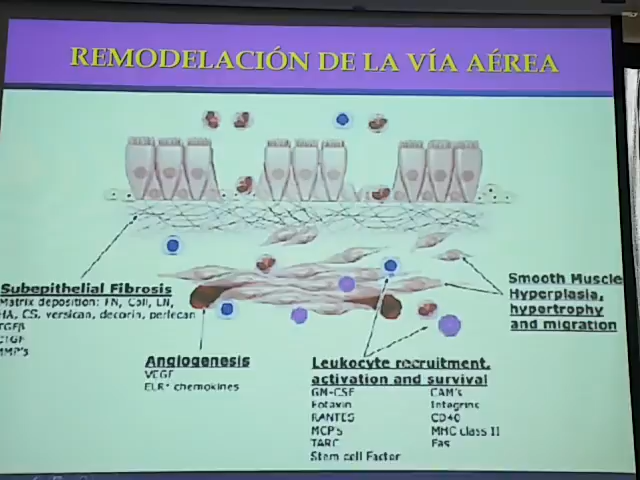 REMODELACIÓN DE LA VÍA AÉREA
Subepithelial Fibrosis
Matrix deposition: FN, Coll, LN,
HA, CS, versican, decorin, perlecan
TGFβ
CTGF
MMP's
Angiogenesis
VEGF
ELR+ chemokines
Leukocyte recruitment,
activation and survival
GM-CSF
Eotaxin
RANTES
MCP's
TARC
Stem cell Factor
CAM's
Integrins
CD40
MHC class II
Fas
Smooth Muscle
Hyperplasia,
hypertrophy
and migration